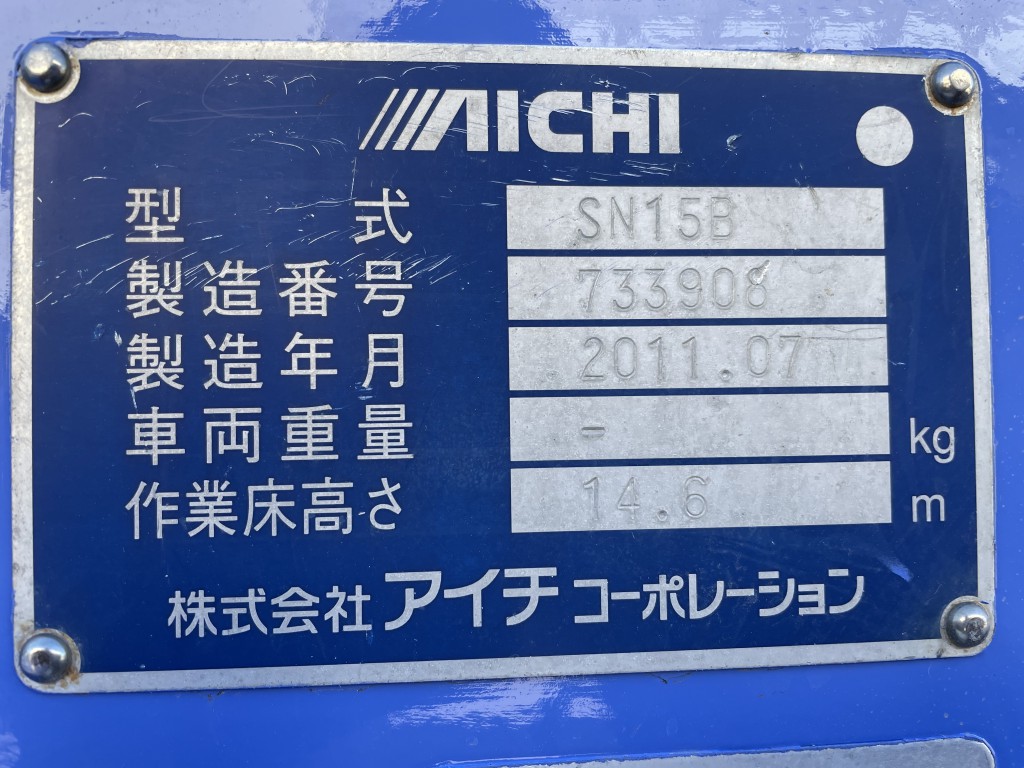 AICHI
型式 SN15B
製造番号 733908
製造年月 2011.07
車両重量 - kg
作業床高さ 14.6 m
株式会社アイチコーポレーション